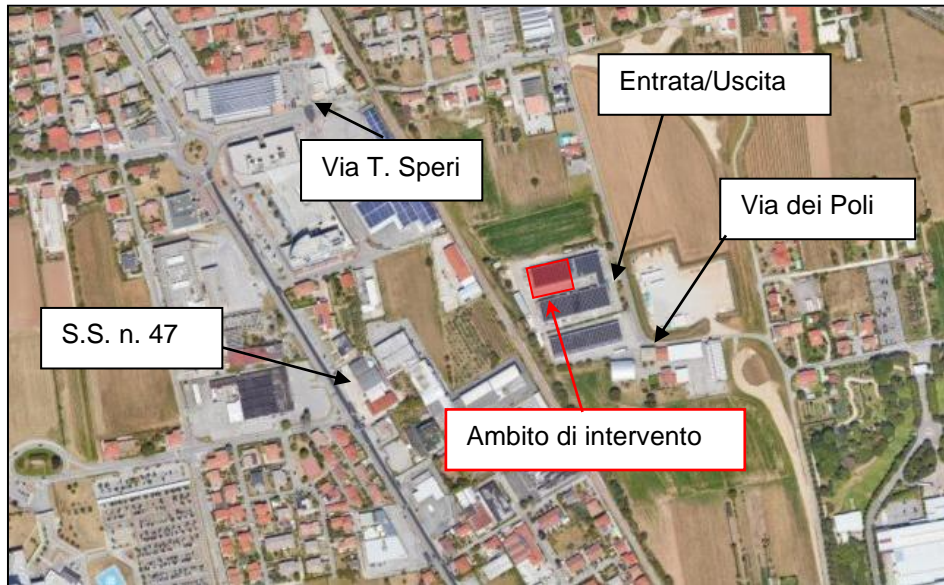 Entrata/Uscita
Via T. Speri
Via dei Poli
S.S. n. 47
Ambito di intervento